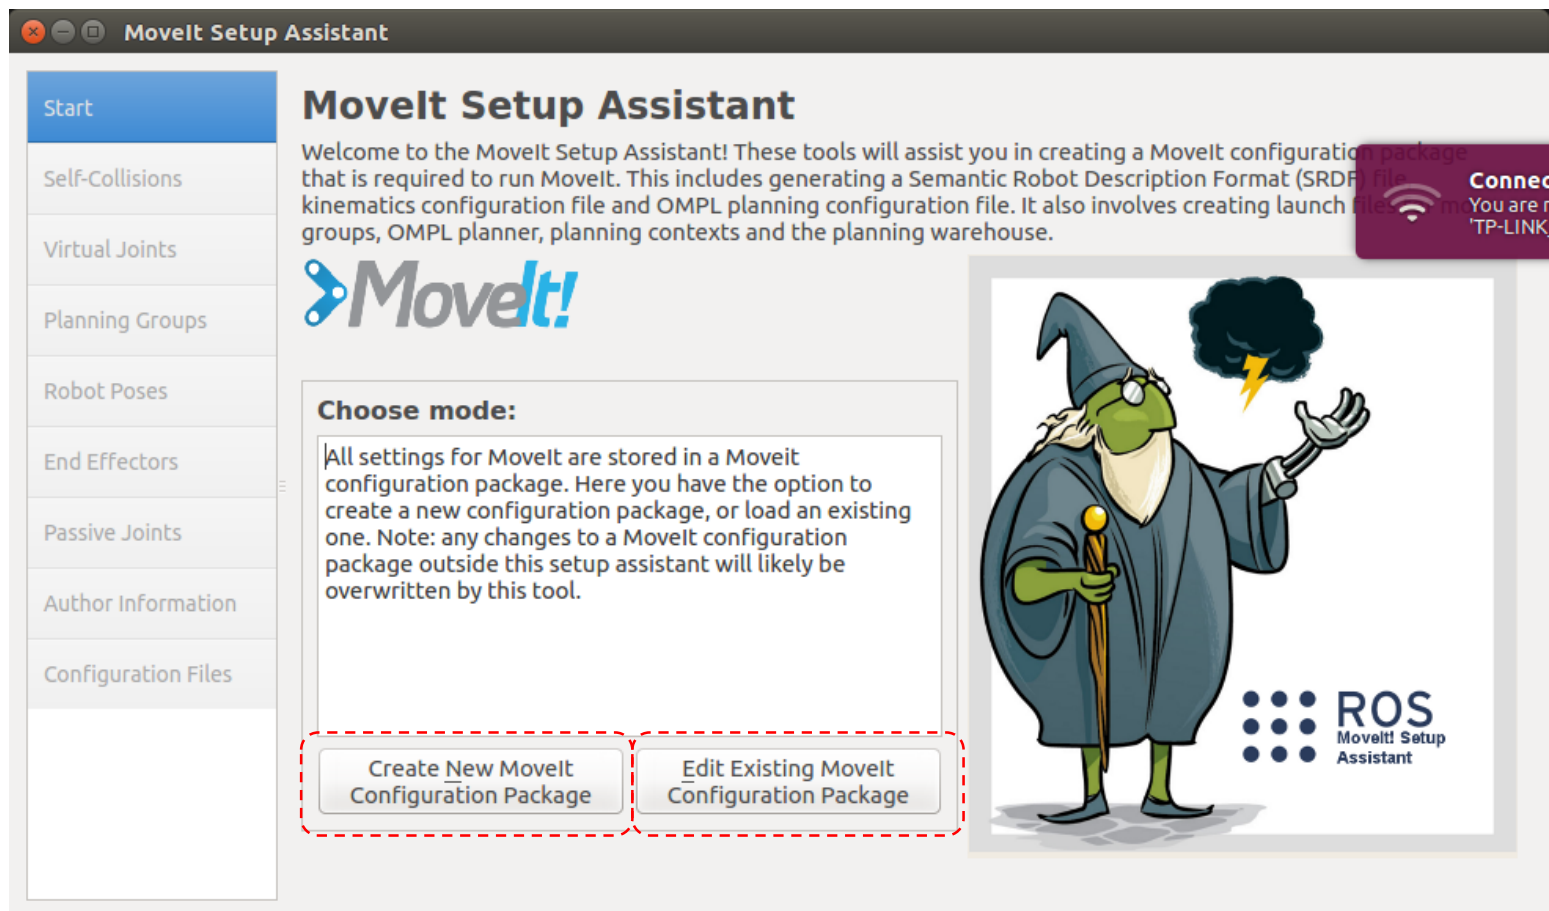 MoveIt Setup Assistant
Start
Self-Collisions
Virtual Joints
Planning Groups
Robot Poses
End Effectors
Passive Joints
Author Information
Configuration Files
MoveIt Setup Assistant
Welcome to the MoveIt Setup Assistant! These tools will assist you in creating a MoveIt configuration package
that is required to run MoveIt. This includes generating a Semantic Robot Description Format (SRDF) file,
kinematics configuration file and OMPL planning configuration file. It also involves creating launch files
groups, OMPL planner, planning contexts and the planning warehouse.
You are
'TP-LINK
MoveIt!
Choose mode:
All settings for MoveIt are stored in a Moveit
configuration package. Here you have the option to
create a new configuration package, or load an existing
one. Note: any changes to a MoveIt configuration
package outside this setup assistant will likely be
overwritten by this tool.
Create New MoveIt
Configuration Package
Edit Existing MoveIt
Configuration Package
ROS
MoveIt! Setup
Assistant